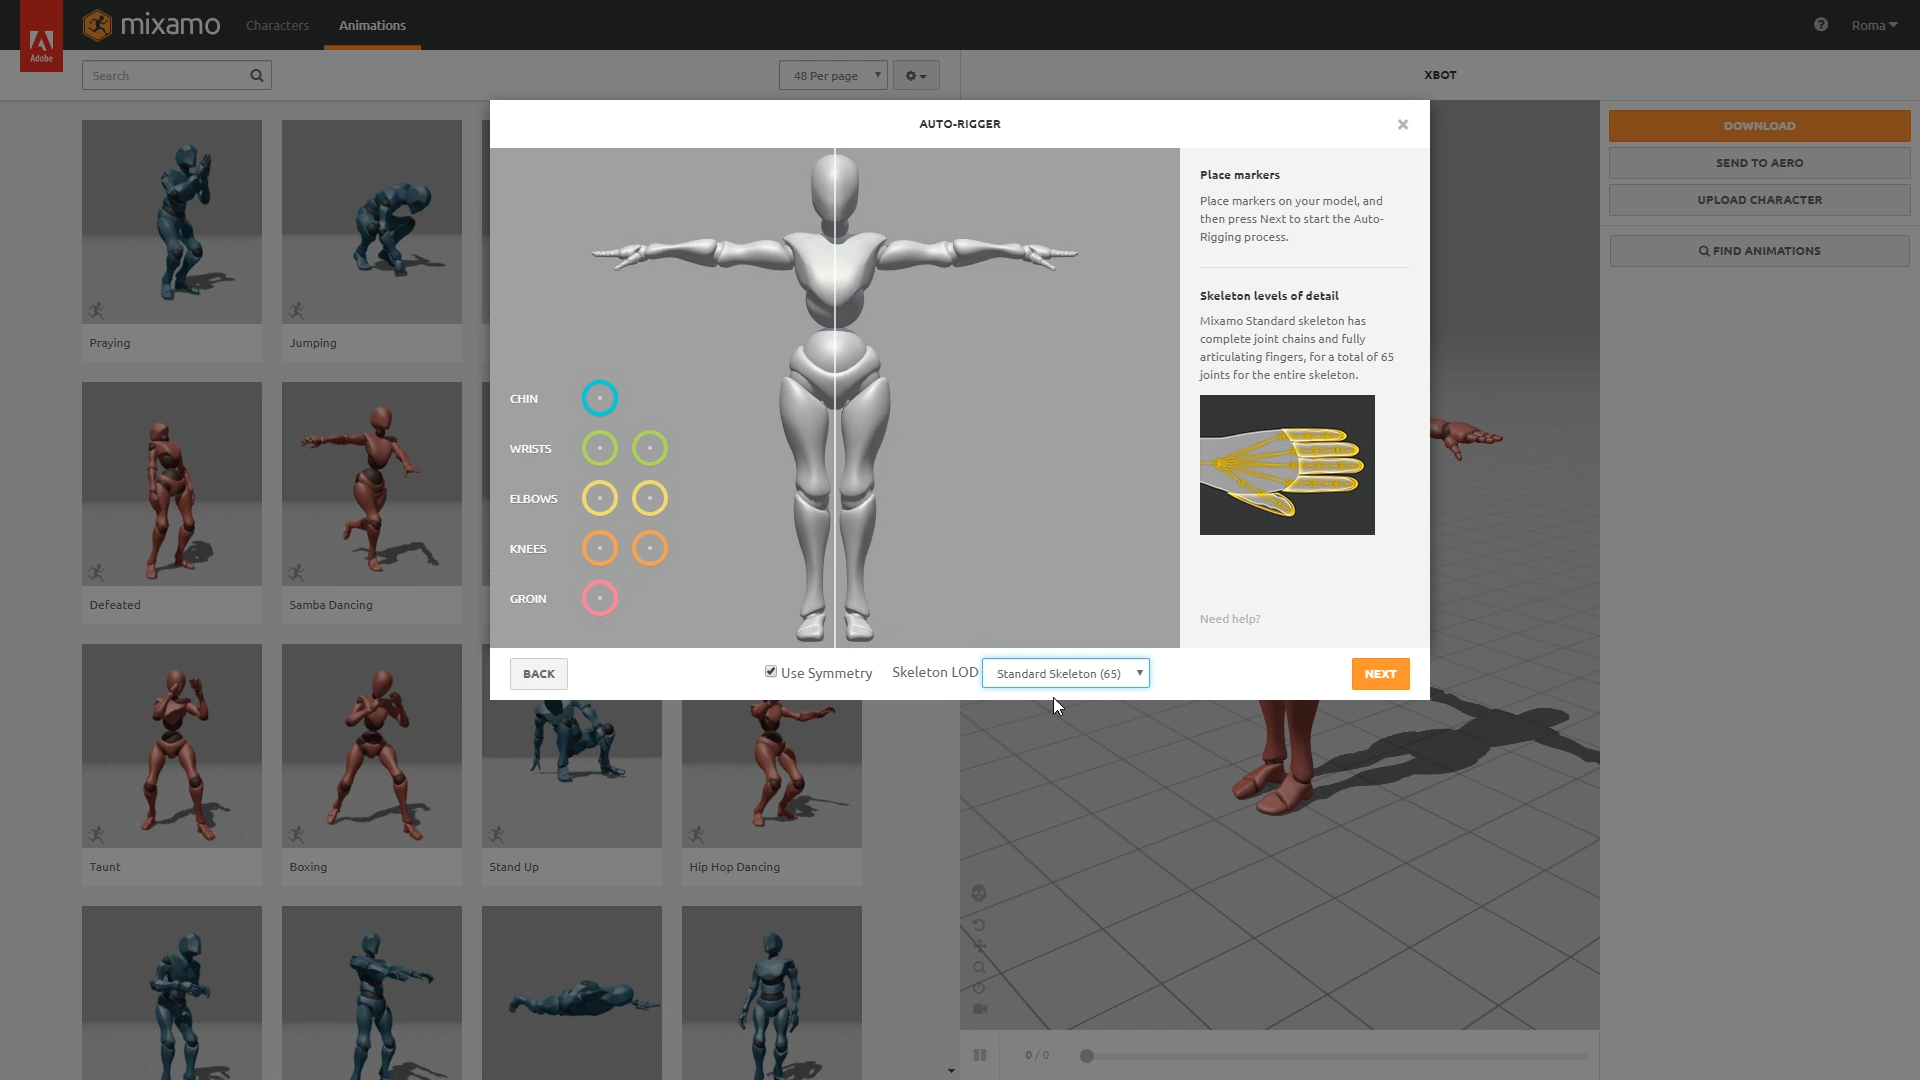 Adobe
mixamo
Characters
Animations
Roma
Search
48 Per page
XBOT
AUTO-RIGGER
CHIN
WRISTS
ELBOWS
KNEES
GROIN
Place markers
Place markers on your model, and
then press Next to start the Auto-
Rigging process.
Skeleton levels of detail
Mixamo Standard skeleton has
complete joint chains and fully
articulating fingers, for a total of 65
joints for the entire skeleton.
Need help?
BACK
Use Symmetry
Skeleton LOD
Standard Skeleton (65)
NEXT
DOWNLOAD
SEND TO AERO
UPLOAD CHARACTER
FIND ANIMATIONS
Praying
Jumping
Defeated
Samba Dancing
Taunt
Boxing
Stand Up
Hip Hop Dancing
0 / 0